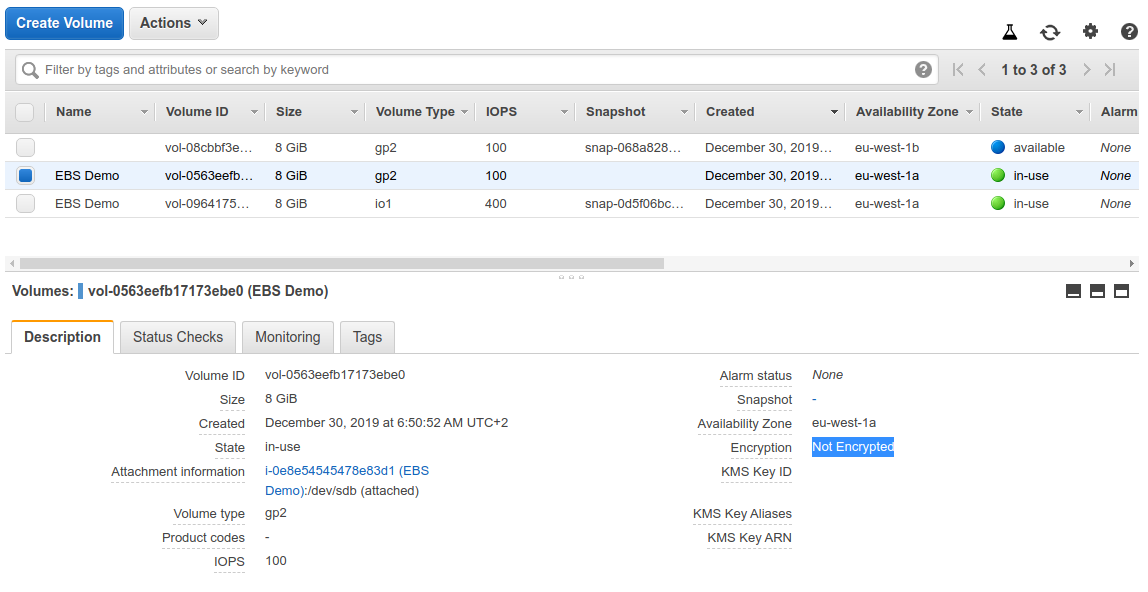 Create Volume Actions
Filter by tags and attributes or search by keyword ? 1 to 3 of 3
Name Volume ID Size Volume Type IOPS Snapshot Created Availability Zone State Alarm
vol-08cbbf3e... 8 GiB gp2 100 snap-068a828... December 30, 2019... eu-west-1b available None
EBS Demo vol-0563eefb... 8 GiB gp2 100 December 30, 2019... eu-west-1a in-use None
EBS Demo vol-0964175... 8 GiB io1 400 snap-0d5f06bc... December 30, 2019... eu-west-1a in-use None
Volumes: vol-0563eefb17173ebe0 (EBS Demo)
Description Status Checks Monitoring Tags
Volume ID vol-0563eefb17173ebe0 Alarm status None
Size 8 GiB Snapshot -
Created December 30, 2019 at 6:50:52 AM UTC+2 Availability Zone eu-west-1a
State in-use Encryption Not Encrypted
Attachment information i-0e8e54545478e83d1 (EBS KMS Key ID
Demo):/dev/sdb (attached)
Volume type gp2 KMS Key Aliases
Product codes - KMS Key ARN
IOPS 100